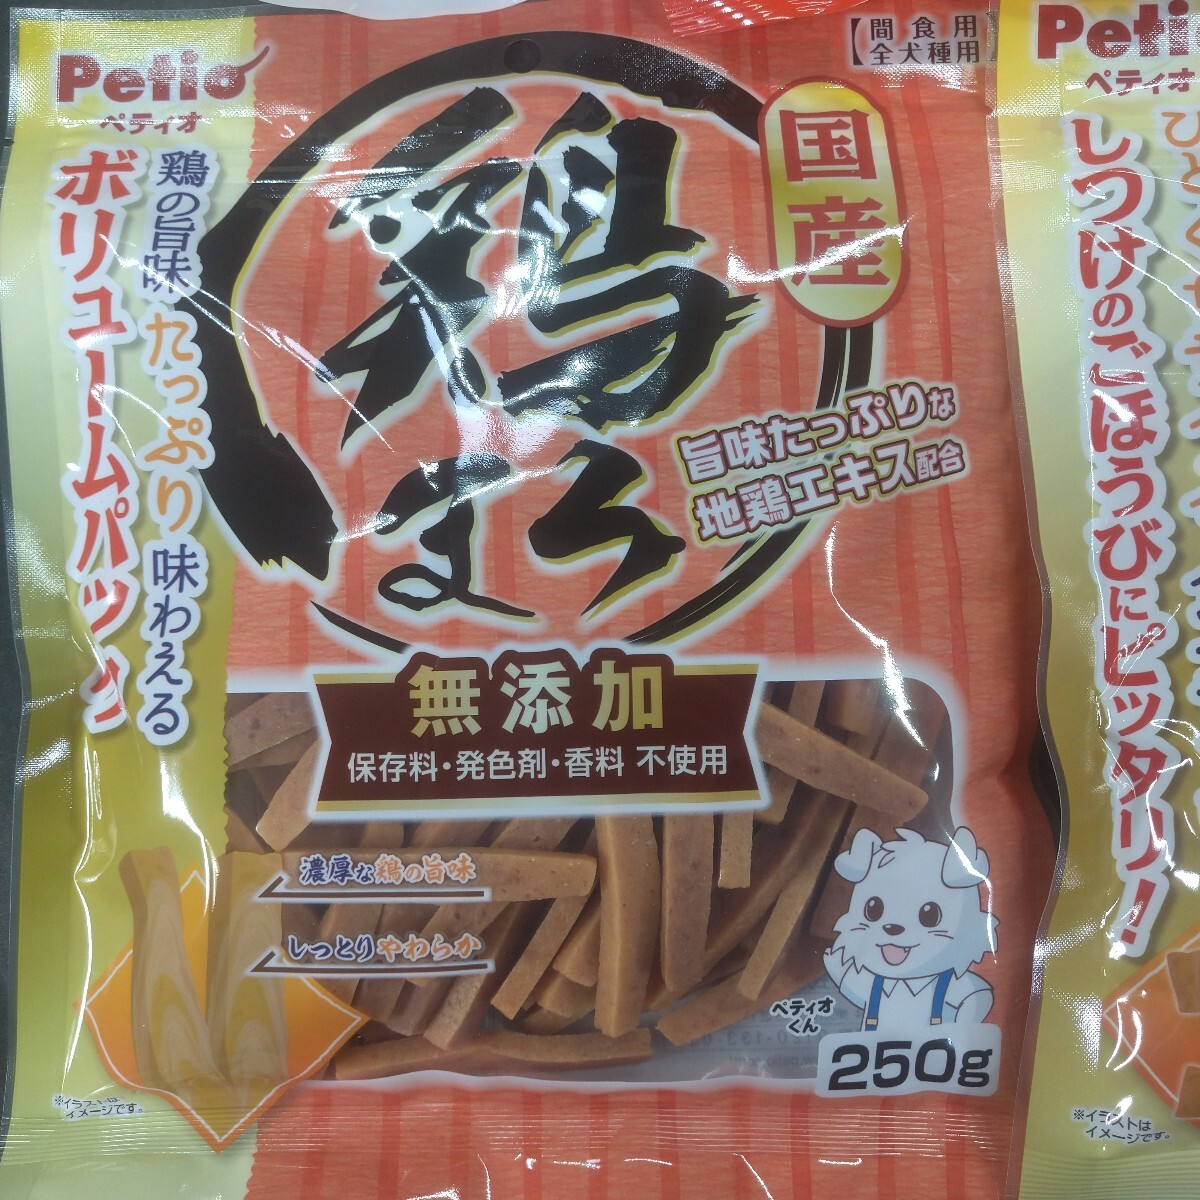 Petio
ペティオ
鶏の旨味たっぷり味わえる
ボリュームパック
鶏
まろ
【間食用
全犬種用】
国産
旨味たっぷりな
地鶏エキス配合
無添加
保存料・発色剤・香料 不使用
濃厚な鶏の旨味
しっとりやわらか
ペティオ
くん
250g
※イラストは
イメージです。
Peti
ペティオ
しつけのごほうびにピッタリ!
※イラストは
イメージです。